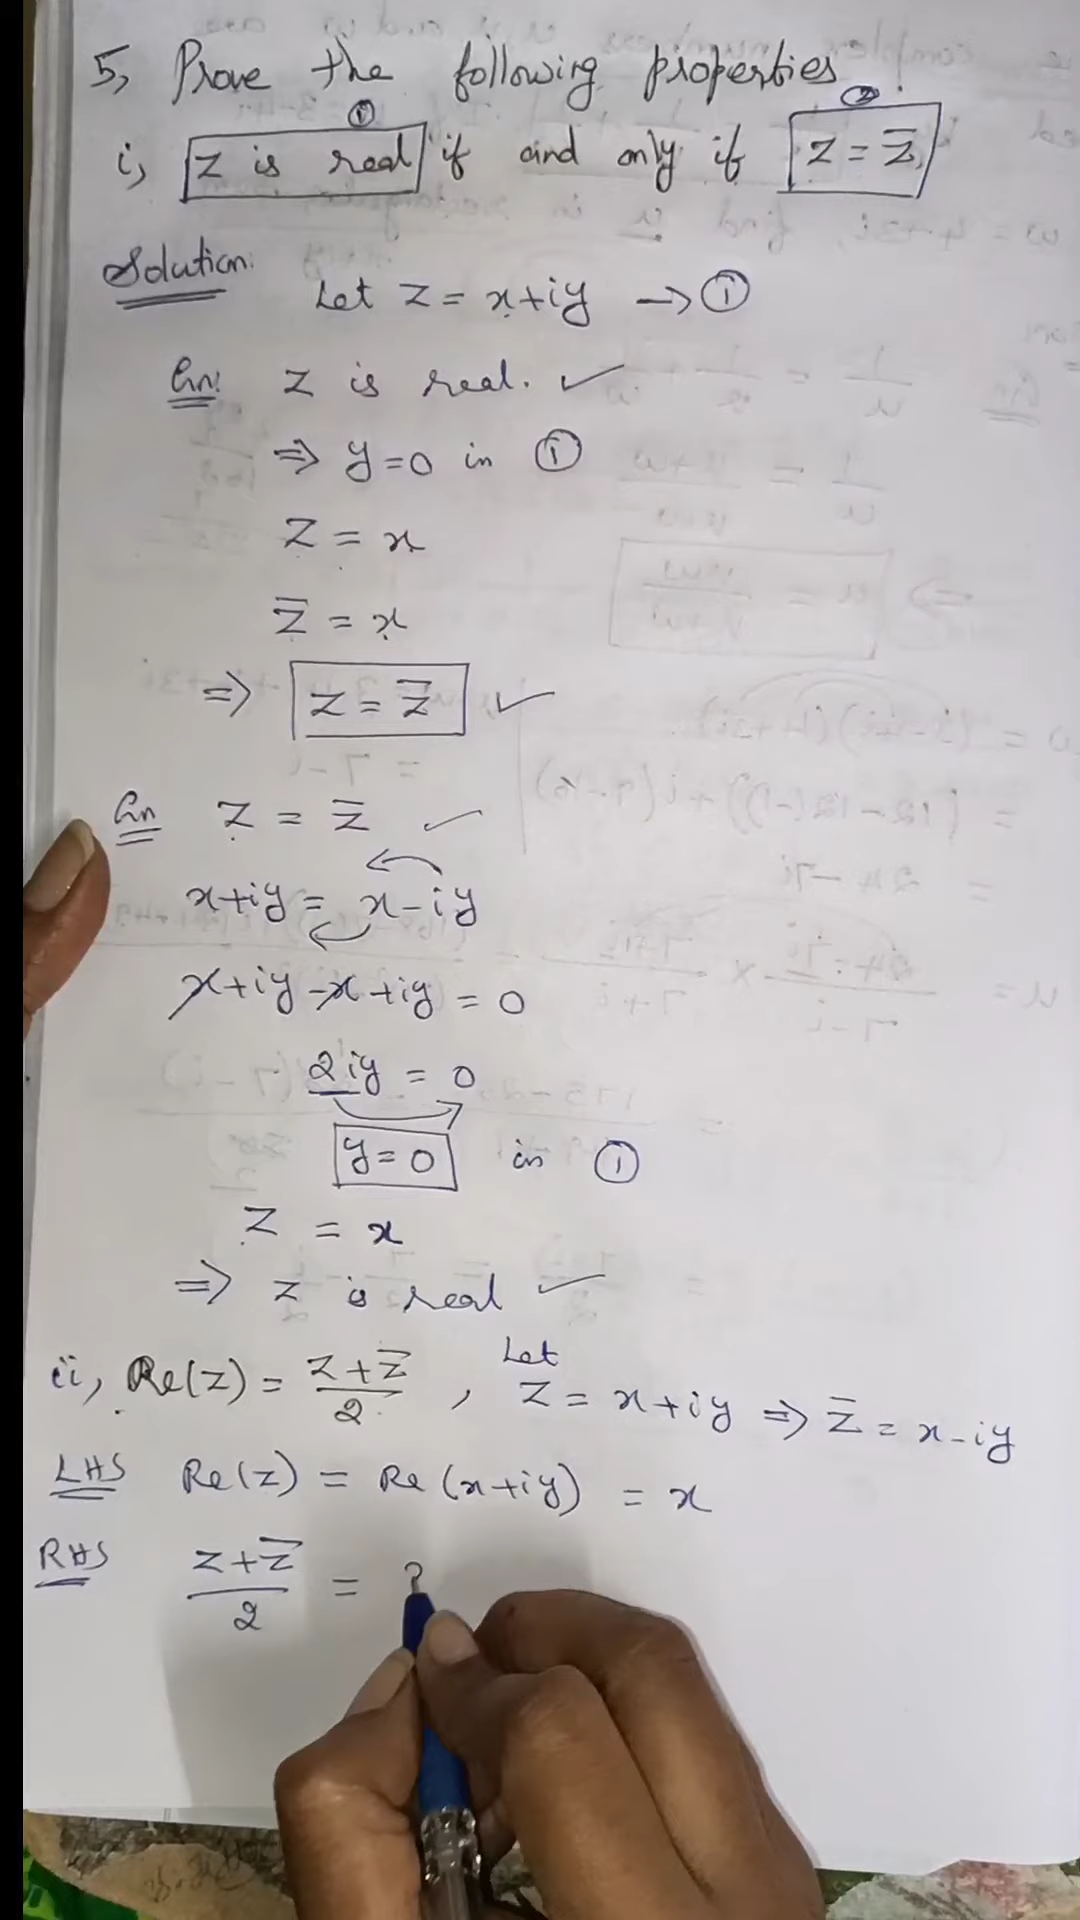 5, Prove the following properties.
① ②
i, z is real if and only if z = z̅,
Solution:
Let z = x+iy → ①
Gn: z is real. ✓
⇒ y=0 in ①
z = x
z̅ = x
⇒ z = z̅ ✓
Gn z = z̅ ✓
x+iy = x-iy
x+iy-x+iy = 0
2iy = 0
y=0 in ①
z = x
⇒ z is real ✓
ii, Re(z) = (z+z̅)/2 , Let z = x+iy ⇒ z̅ = x-iy
LHS Re(z) = Re(x+iy) = x
RHS (z+z̅)/2 =